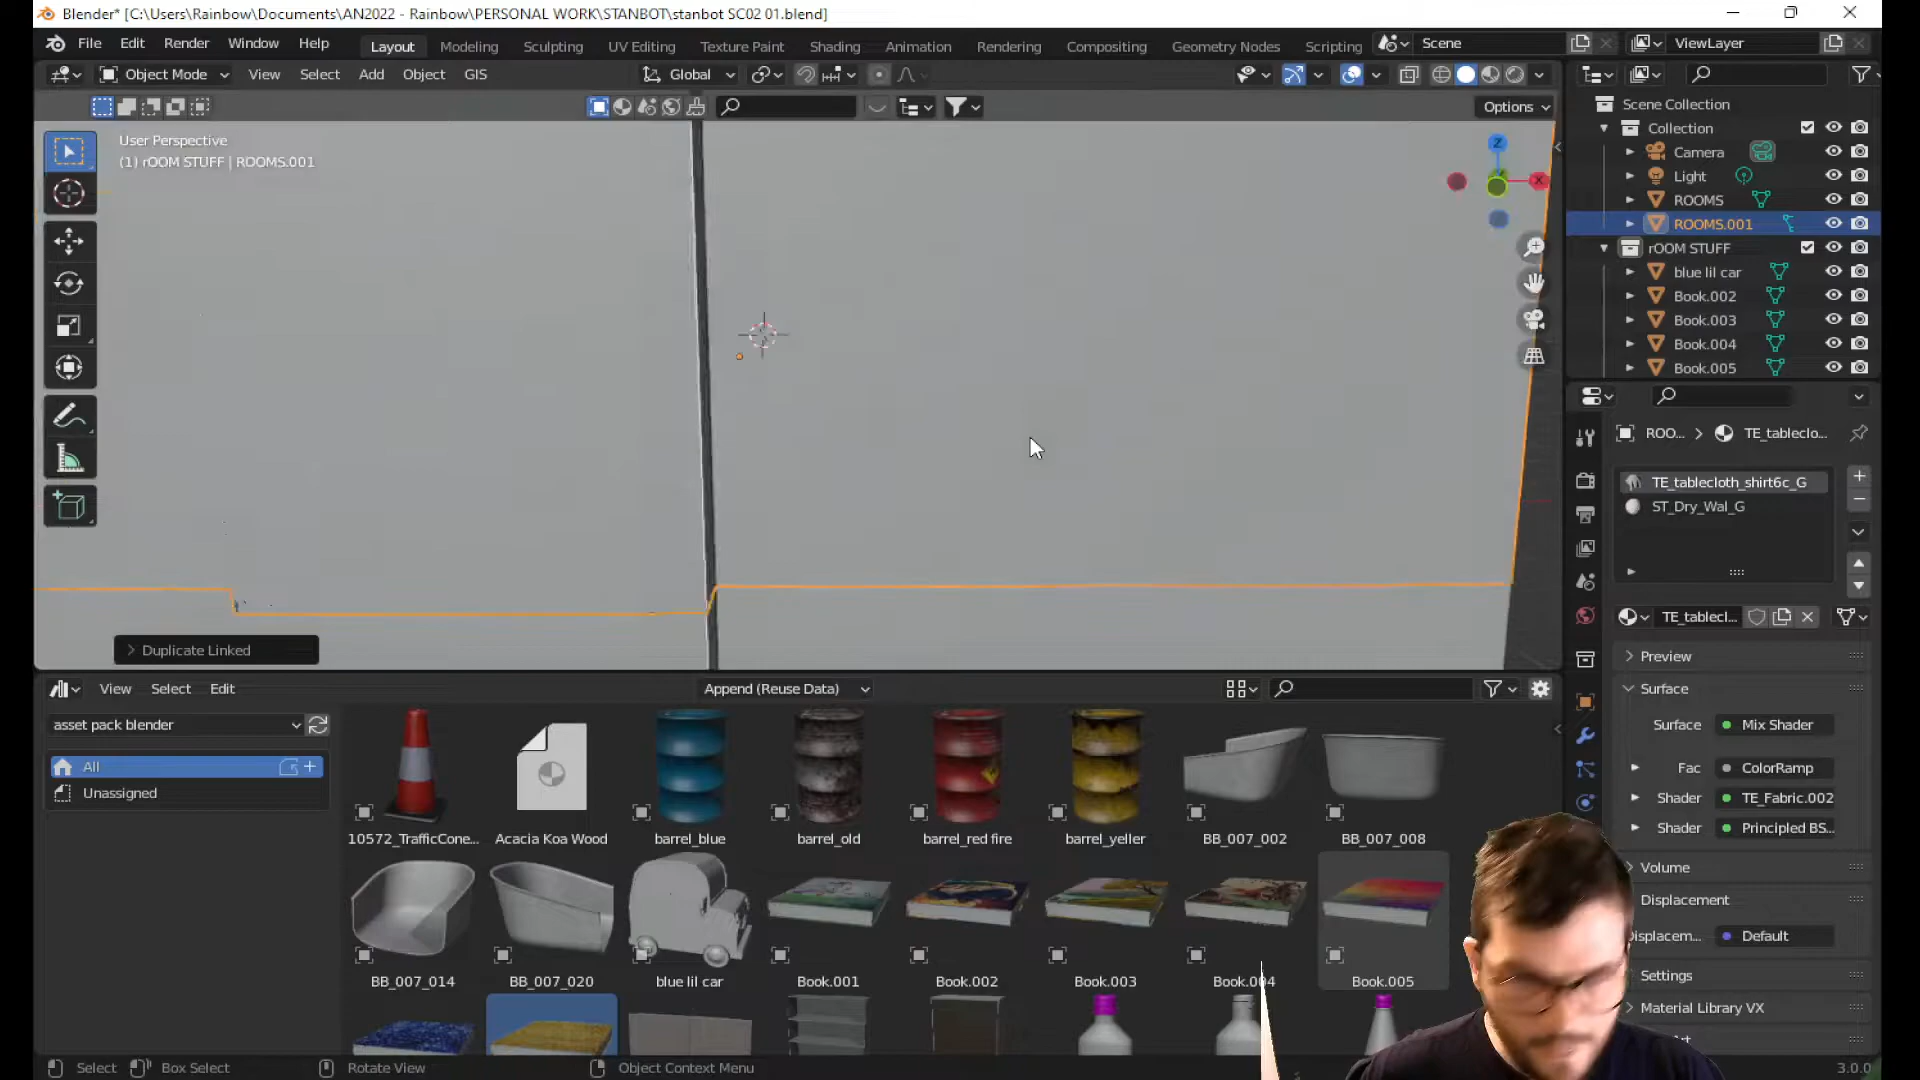 Blender* [C:\Users\Rainbow\Documents\AN2022 - Rainbow\PERSONAL WORK\STANBOT\stanbot SC02 01.blend]
File Edit Render Window Help Layout Modeling Sculpting UV Editing Texture Paint Shading Animation Rendering Compositing Geometry Nodes Scripting Scene ViewLayer
Object Mode View Select Add Object GIS Global
Options
User Perspective
(1) rOOM STUFF | ROOMS.001
Z
X
Duplicate Linked
Scene Collection
Collection
Camera
Light
ROOMS
ROOMS.001
rOOM STUFF
blue lil car
Book.002
Book.003
Book.004
Book.005
ROO... TE_tableclo...
TE_tablecloth_shirt6c_G
ST_Dry_Wal_G
TE_tablecl...
Preview
Surface
Surface Mix Shader
Fac ColorRamp
Shader TE_Fabric.002
Shader Principled BS...
Volume
Displacement
Displacem... Default
Settings
Material Library VX
View Select Edit Append (Reuse Data)
asset pack blender
All
Unassigned
10572_TrafficCone... Acacia Koa Wood barrel_blue barrel_old barrel_red fire barrel_yeller BB_007_002 BB_007_008
BB_007_014 BB_007_020 blue lil car Book.001 Book.002 Book.003 Book.004 Book.005
Select Box Select Rotate View Object Context Menu 3.0.0